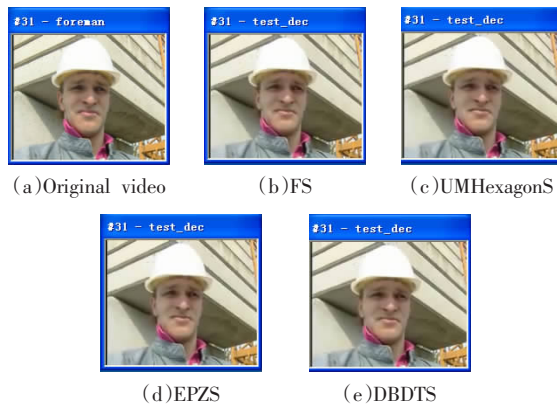 #31 - foreman
#31 - test_dec
#31 - test_dec
(a)Original video
(b)FS
(c)UMHexagonS
#31 - test_dec
#31 - test_dec
(d)EPZS
(e)DBDTS